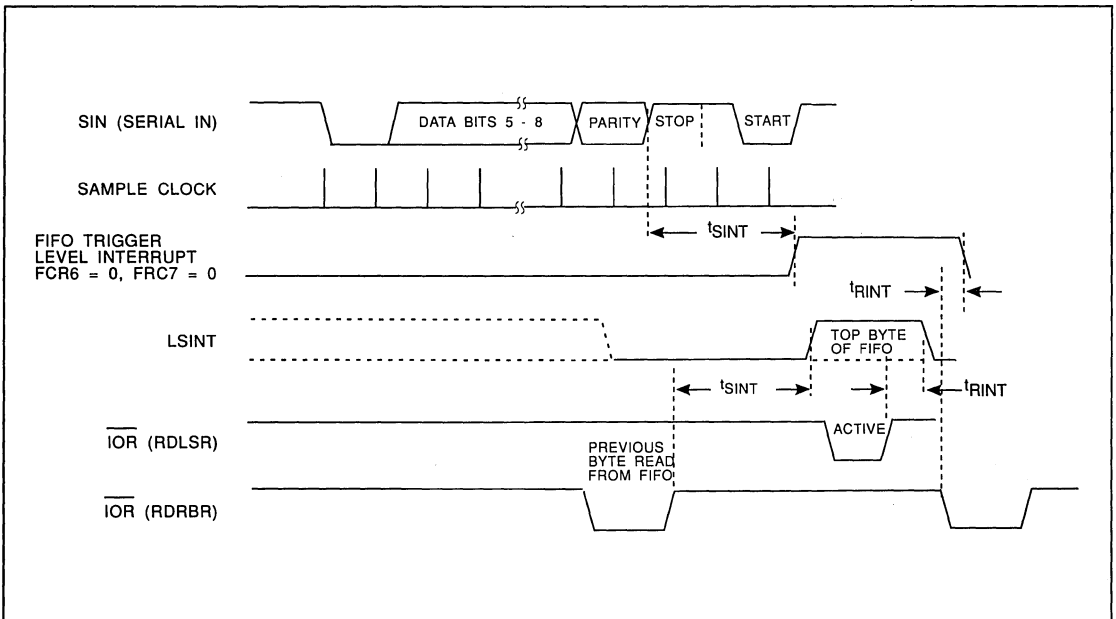 SIN (SERIAL IN)
DATA BITS 5 - 8
PARITY
STOP
START
SAMPLE CLOCK
tSINT
FIFO TRIGGER
LEVEL INTERRUPT
FCR6 = 0, FRC7 = 0
tRINT
LSINT
TOP BYTE
OF FIFO
tSINT
tRINT
IOR (RDLSR)
ACTIVE
PREVIOUS
BYTE READ
FROM FIFO
IOR (RDRBR)